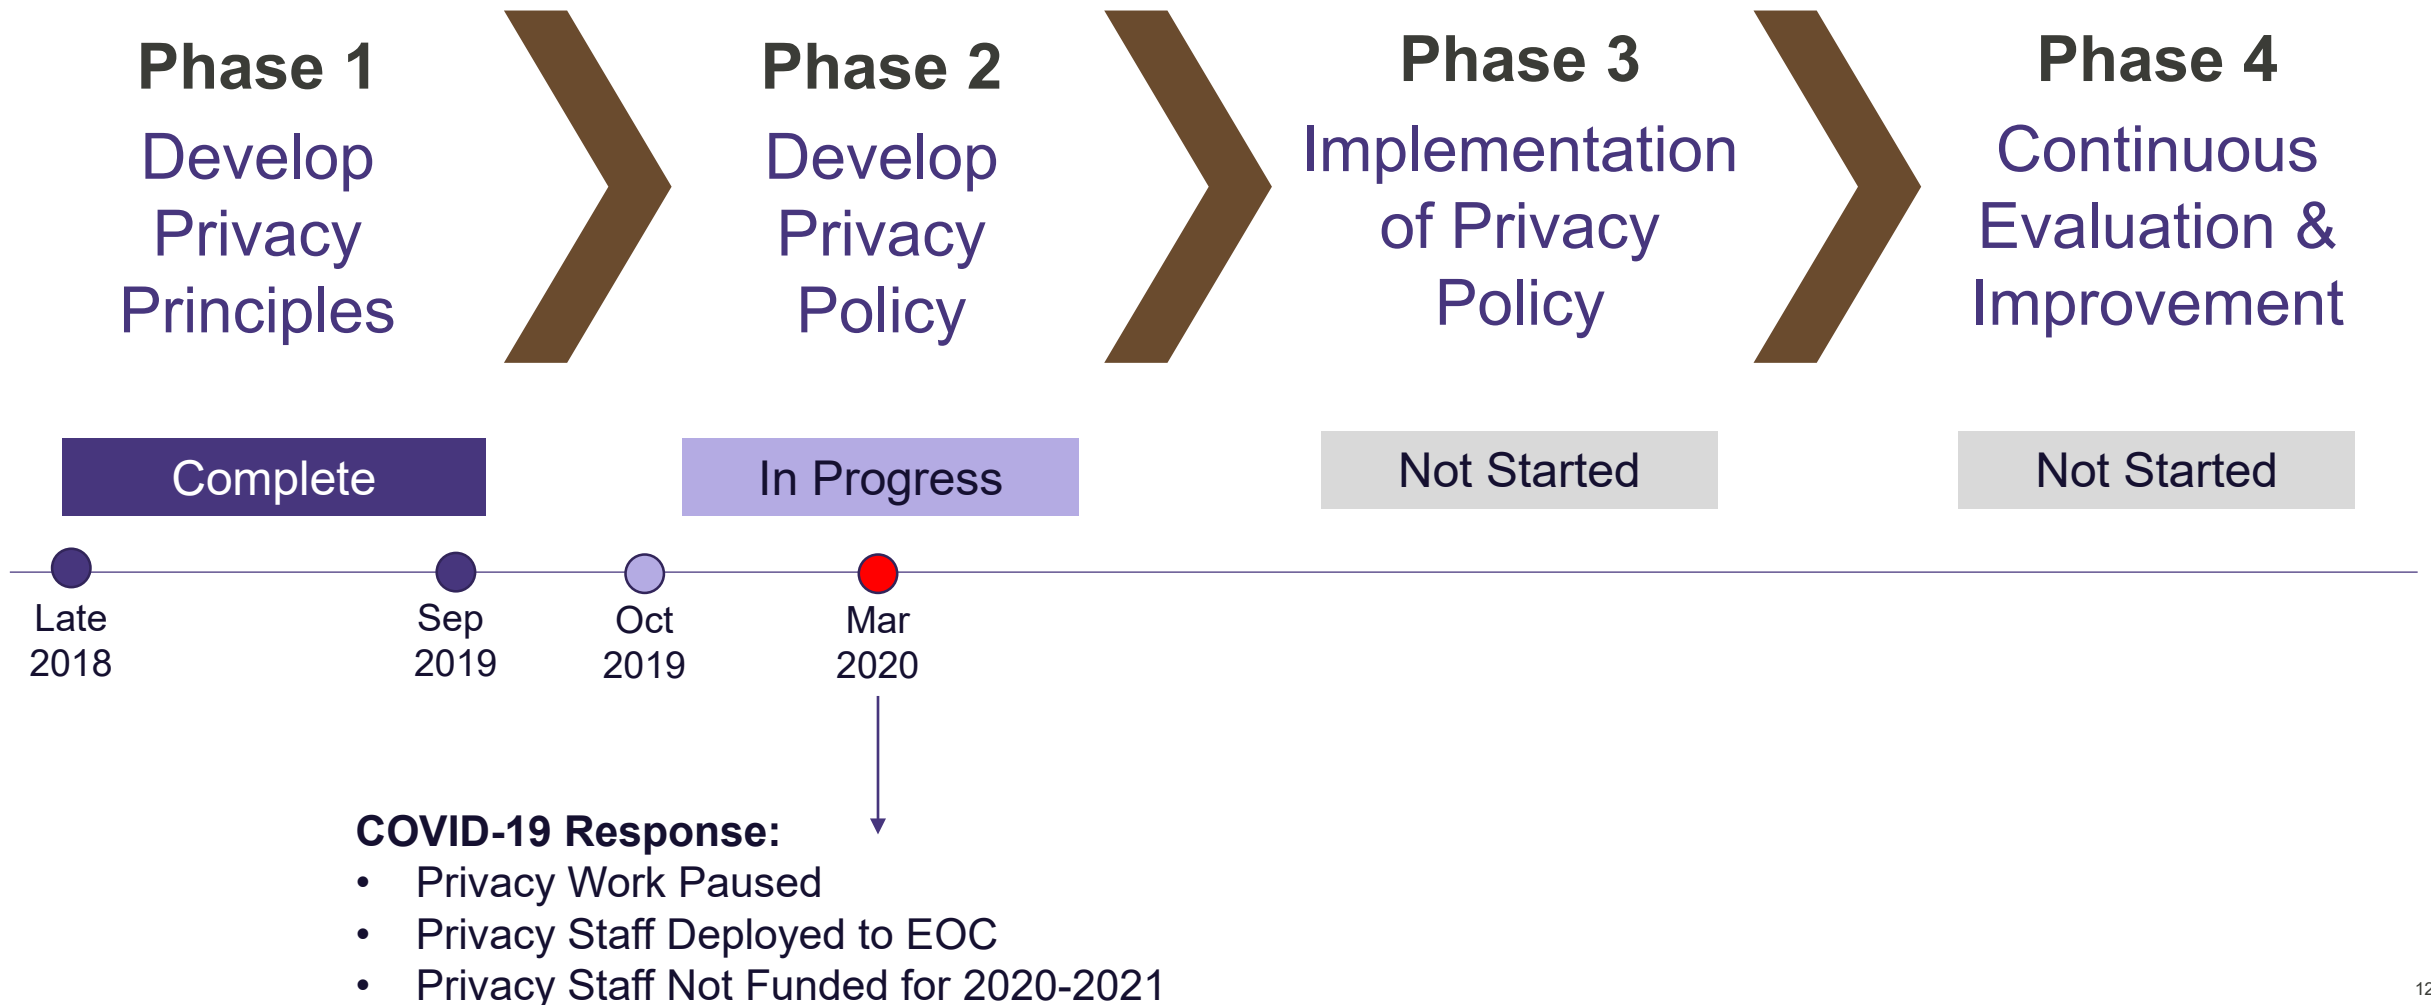 Phase 1
Develop
Privacy
Principles
Phase 2
Develop
Privacy
Policy
Phase 3
Implementation
of Privacy
Policy
Phase 4
Continuous
Evaluation &
Improvement
Complete
In Progress
Not Started
Not Started
Late
2018
Sep
2019
Oct
2019
Mar
2020
COVID-19 Response:
• Privacy Work Paused
• Privacy Staff Deployed to EOC
• Privacy Staff Not Funded for 2020-2021
12